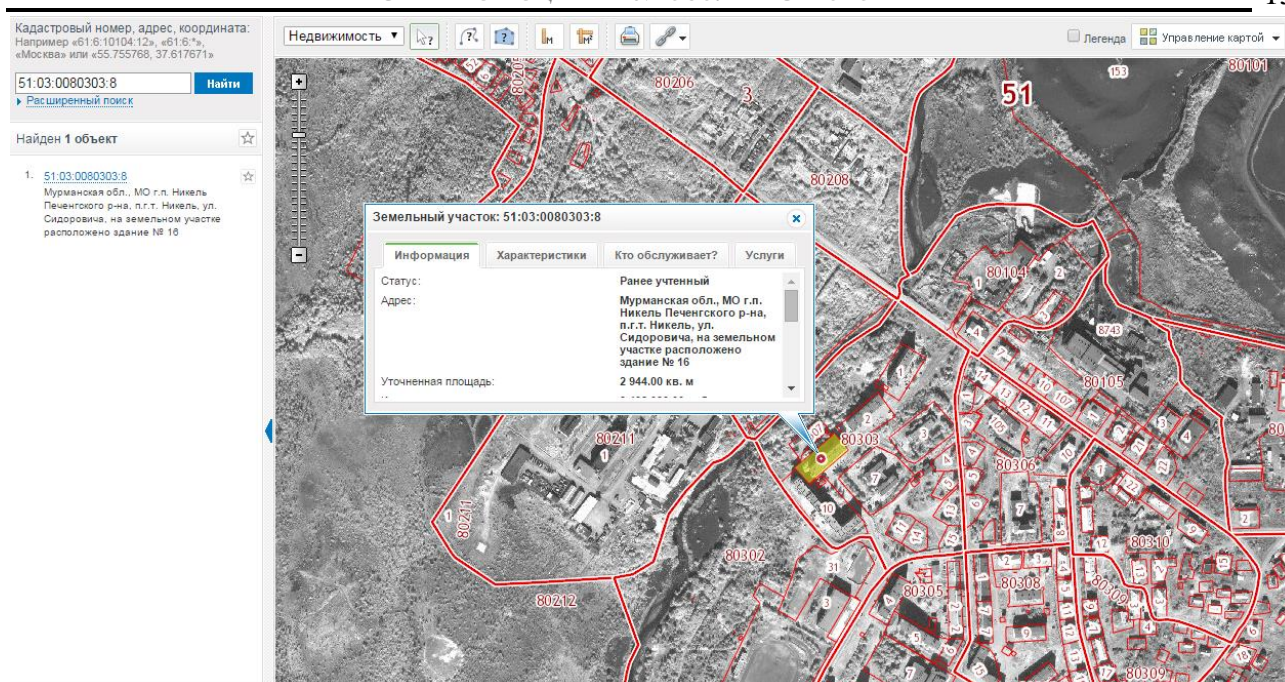 Кадастровый номер, адрес, координата:
Например «61:6:10104:12», «61:6:*»,
«Москва» или «55.755768, 37.617671»
51:03:0080303:8
Найти
Расширенный поиск
Найден 1 объект
1. 51:03:0080303:8
Мурманская обл., МО г.п. Никель
Печенгского р-на, п.г.т. Никель, ул.
Сидоровича, на земельном участке
расположено здание № 16
Недвижимость
Легенда
Управление картой
Земельный участок: 51:03:0080303:8
Информация Характеристики Кто обслуживает? Услуги
Статус: Ранее учтенный
Адрес: Мурманская обл., МО г.п.
Никель Печенгского р-на,
п.г.т. Никель, ул.
Сидоровича, на земельном
участке расположено
здание № 16
Уточненная площадь: 2 944.00 кв. м
80206
3
51
153
80101
80208
80104
8743
80105
80211
1
80303
80306
80211
80302
80310
80212
31
80305
80308
80309
80309